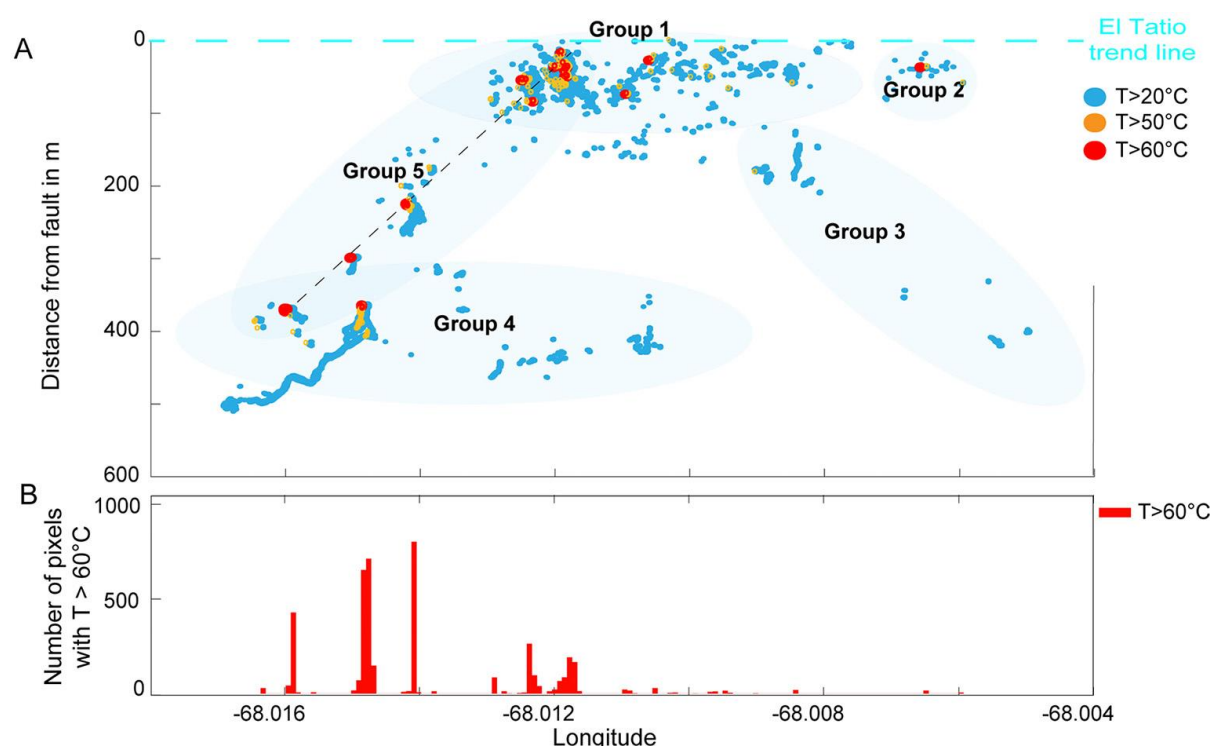 A
0
200
400
600
Distance from fault in m
Group 1
Group 2
Group 5
Group 3
Group 4
El Tatio
trend line
T>20°C
T>50°C
T>60°C
B
1000
500
0
Number of pixels
with T > 60°C
T>60°C
-68.016
-68.012
-68.008
-68.004
Longitude